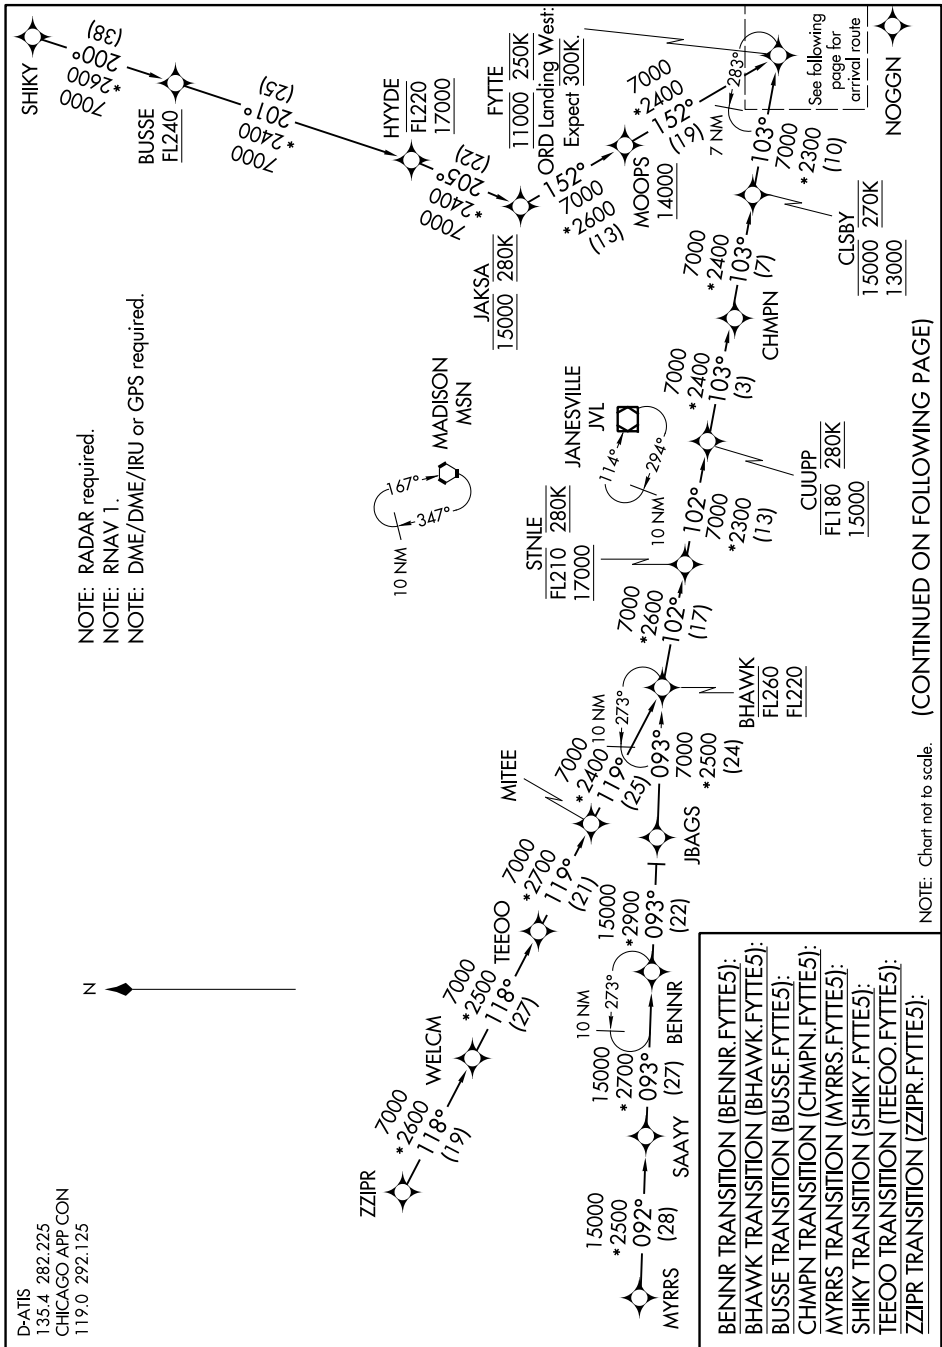 D-ATIS
135.4 282.225
CHICAGO APP CON
119.0 292.125
N
NOTE: RADAR required.
NOTE: RNAV 1.
NOTE: DME/DME/IRU or GPS required.
SHIKY
200°
(38)
*2600
7000
BUSSE
FL240
201°
(25)
*2400
7000
HYYDE
FL220
17000
205°
(22)
*2400
7000
JAKSA
15000 280K
152°
7000
*2600
(13)
MOOPS
14000
7000
*2400
152°
(19)
FYTTE
11000 250K
ORD Landing West:
Expect 300K.
283°
7 NM
See following
page for
arrival route
NOGGN
MADISON
MSN
167°
347°
10 NM
JANESVILLE
JVL
114°
294°
10 NM
ZZIPR
7000
*2600
118°
(19)
WELCM
7000
*2500
118°
(27)
TEEOO
7000
*2700
119°
(21)
MITEE
7000
*2400
119°
(25)
MYRRS
15000
*2500
092°
(28)
SAAYY
15000
*2700
093°
(27)
10 NM
273°
BENNR
15000
*2900
093°
(22)
JBAGS
093°
7000
*2500
(24)
10 NM
273°
BHAWK
FL260
FL220
7000
*2600
102°
(17)
STNLE
FL210 280K
17000
102°
7000
*2300
(13)
CUUPP
FL180 280K
15000
7000
*2400
103°
(3)
CHMPN
7000
*2400
103°
(7)
CLSBY
15000 270K
13000
103°
7000
*2300
(10)
(CONTINUED ON FOLLOWING PAGE)
NOTE: Chart not to scale.
BENNR TRANSITION (BENNR.FYTTE5):
BHAWK TRANSITION (BHAWK.FYTTE5):
BUSSE TRANSITION (BUSSE.FYTTE5):
CHMPN TRANSITION (CHMPN.FYTTE5):
MYRRS TRANSITION (MYRRS.FYTTE5):
SHIKY TRANSITION (SHIKY.FYTTE5):
TEEOO TRANSITION (TEEOO.FYTTE5):
ZZIPR TRANSITION (ZZIPR.FYTTE5):